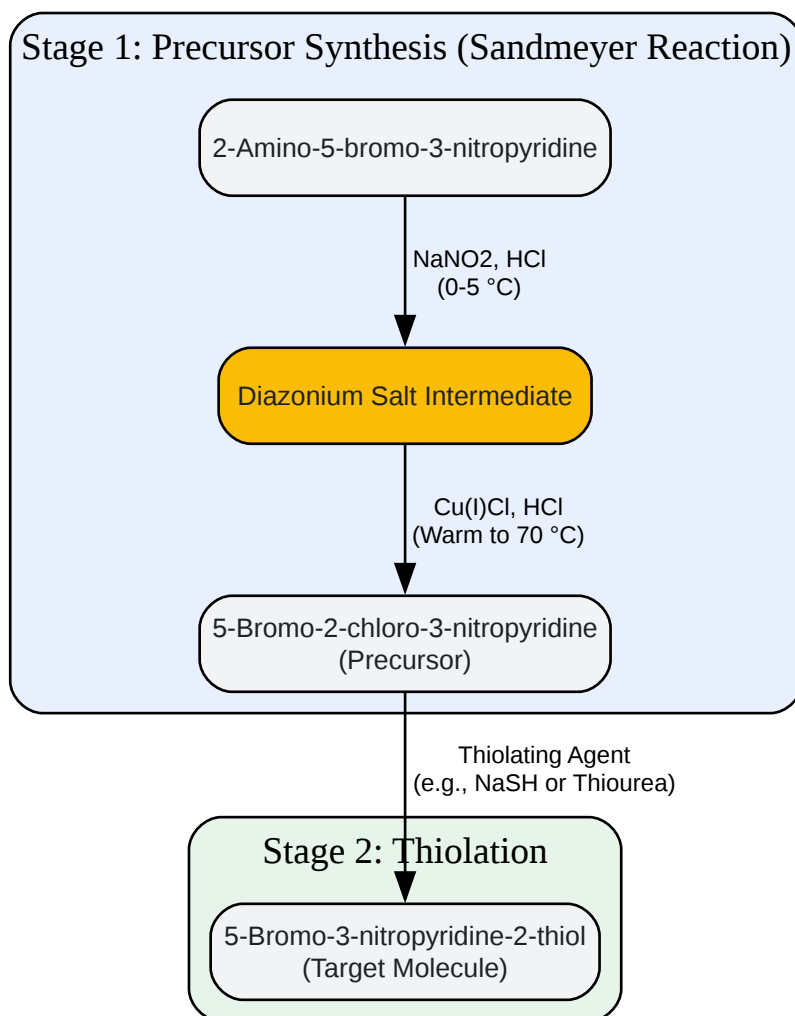 Stage 1: Precursor Synthesis (Sandmeyer Reaction)
2-Amino-5-bromo-3-nitropyridine
NaNO2, HCl
(0-5 °C)
Diazonium Salt Intermediate
Cu(I)Cl, HCl
(Warm to 70 °C)
5-Bromo-2-chloro-3-nitropyridine
(Precursor)
Thiolating Agent
(e.g., NaSH or Thiourea)
Stage 2: Thiolation
5-Bromo-3-nitropyridine-2-thiol
(Target Molecule)